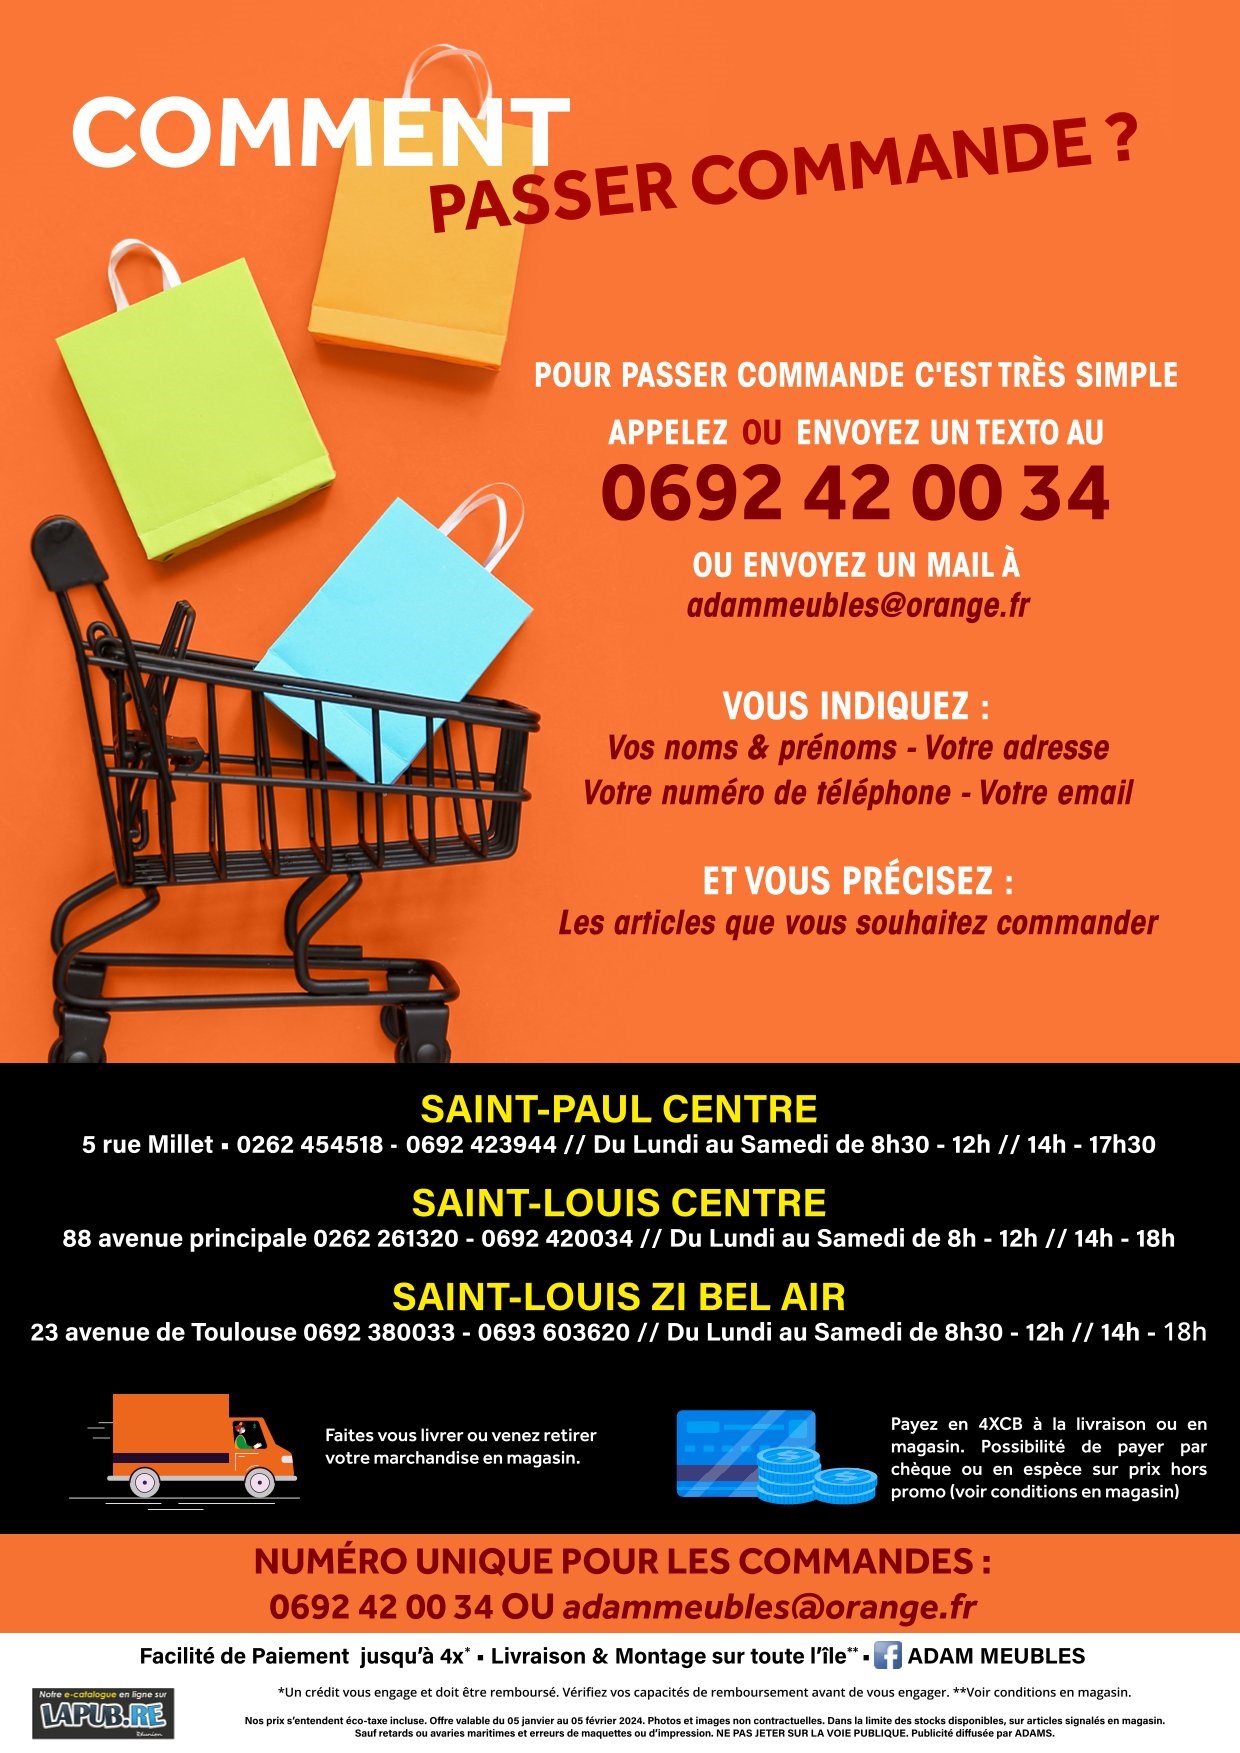 COMMENT
PASSER COMMANDE ?
POUR PASSER COMMANDE C'EST TRÈS SIMPLE
APPELEZ OU ENVOYEZ UN TEXTO AU
0692 42 00 34
OU ENVOYEZ UN MAIL À
adammeubles@orange.fr
VOUS INDIQUEZ :
Vos noms & prénoms - Votre adresse
Votre numéro de téléphone - Votre email
ET VOUS PRÉCISEZ :
Les articles que vous souhaitez commander
SAINT-PAUL CENTRE
5 rue Millet ▪ 0262 454518 - 0692 423944 // Du Lundi au Samedi de 8h30 - 12h // 14h - 17h30
SAINT-LOUIS CENTRE
88 avenue principale 0262 261320 - 0692 420034 // Du Lundi au Samedi de 8h - 12h // 14h - 18h
SAINT-LOUIS ZI BEL AIR
23 avenue de Toulouse 0692 380033 - 0693 603620 // Du Lundi au Samedi de 8h30 - 12h // 14h - 18h
Faites vous livrer ou venez retirer
votre marchandise en magasin.
Payez en 4XCB à la livraison ou en
magasin. Possibilité de payer par
chèque ou en espèce sur prix hors
promo (voir conditions en magasin)
NUMÉRO UNIQUE POUR LES COMMANDES :
0692 42 00 34 OU adammeubles@orange.fr
Facilité de Paiement jusqu'à 4x* ▪ Livraison & Montage sur toute l'île** ▪ f ADAM MEUBLES
*Un crédit vous engage et doit être remboursé. Vérifiez vos capacités de remboursement avant de vous engager. **Voir conditions en magasin.
Notre e-catalogue en ligne sur
LAPUB.RE
Réunion
Nos prix s'entendent éco-taxe incluse. Offre valable du 05 janvier au 05 février 2024. Photos et images non contractuelles. Dans la limite des stocks disponibles, sur articles signalés en magasin.
Sauf retards ou avaries maritimes et erreurs de maquettes ou d'impression. NE PAS JETER SUR LA VOIE PUBLIQUE. Publicité diffusée par ADAMS.